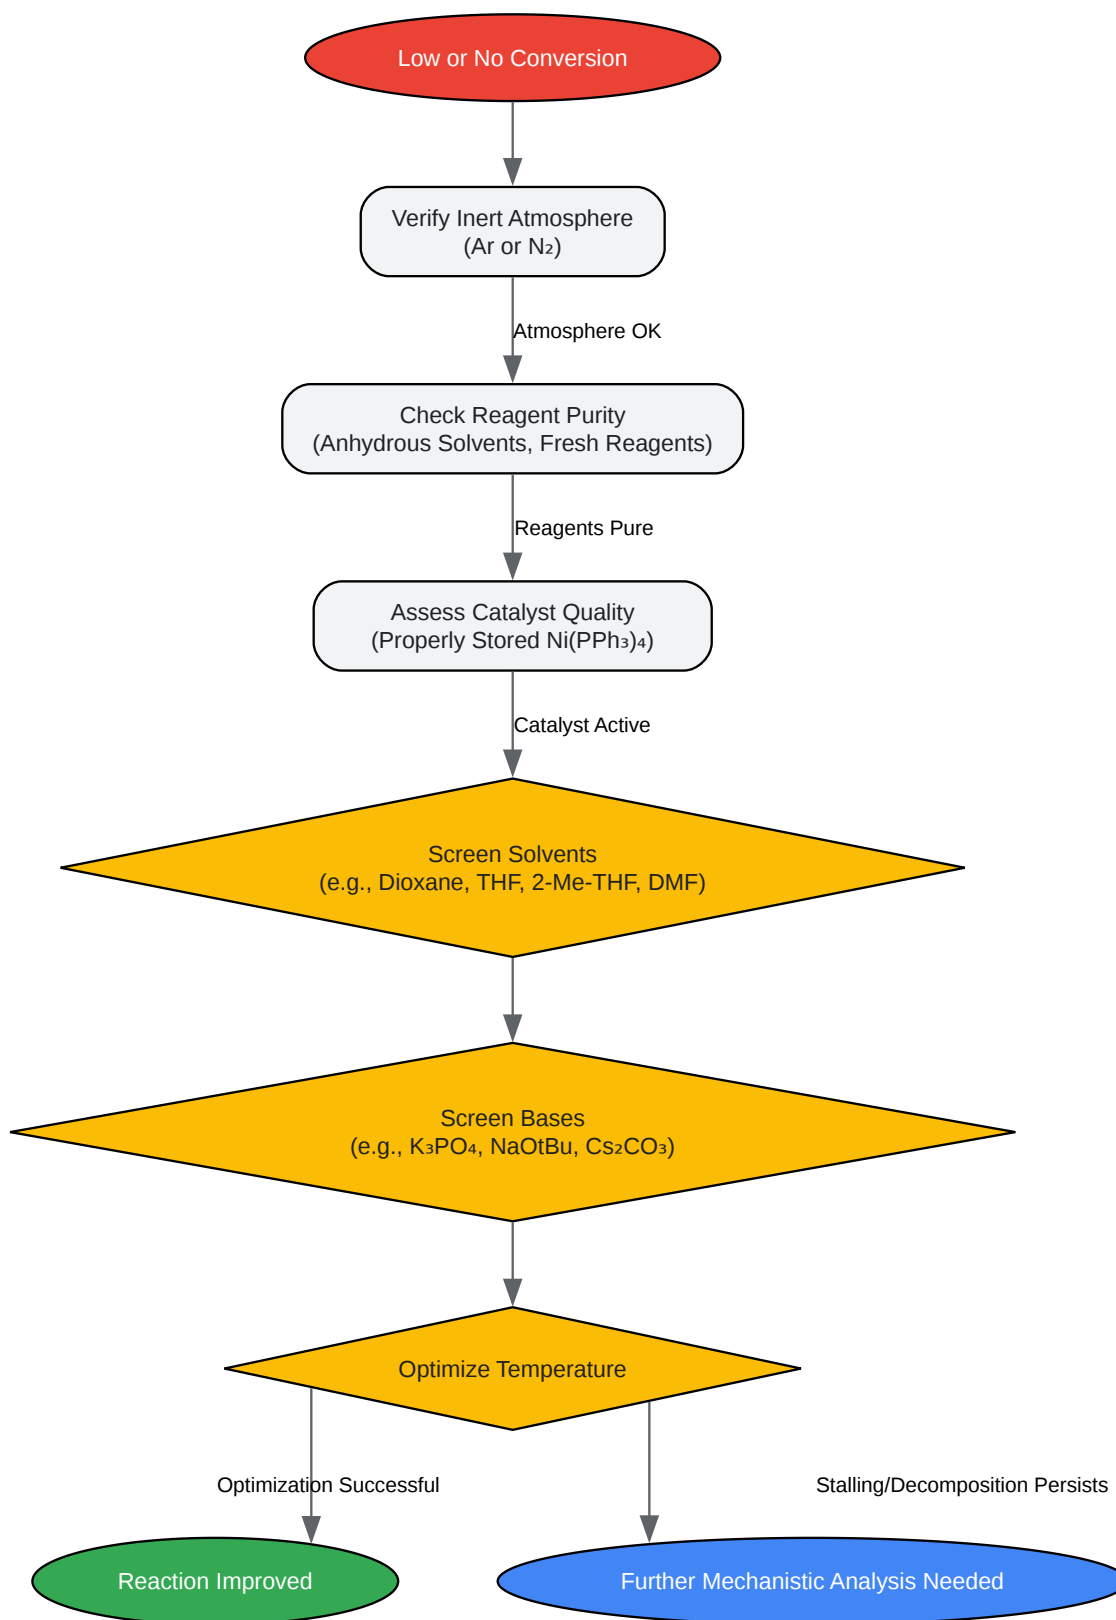 Low or No Conversion
Verify Inert Atmosphere
(Ar or N₂)
Atmosphere OK
Check Reagent Purity
(Anhydrous Solvents, Fresh Reagents)
Reagents Pure
Assess Catalyst Quality
(Properly Stored Ni(PPh₃)₄)
Catalyst Active
Screen Solvents
(e.g., Dioxane, THF, 2-Me-THF, DMF)
Screen Bases
(e.g., K₃PO₄, NaOtBu, Cs₂CO₃)
Optimize Temperature
Optimization Successful
Stalling/Decomposition Persists
Reaction Improved
Further Mechanistic Analysis Needed